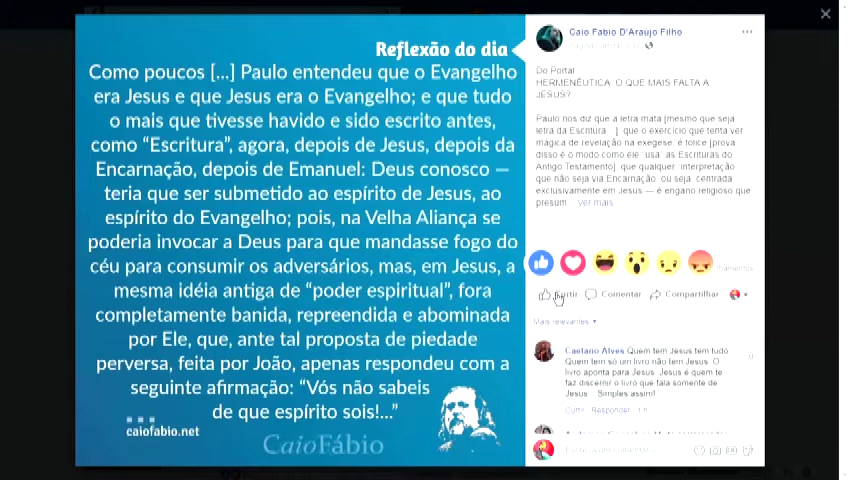 Reflexão do dia
Como poucos [...] Paulo entendeu que o Evangelho
era Jesus e que Jesus era o Evangelho; e que tudo
o mais que tivesse havido e sido escrito antes,
como “Escritura”, agora, depois de Jesus, depois da
Encarnação, depois de Emanuel: Deus conosco —
teria que ser submetido ao espírito de Jesus, ao
espírito do Evangelho; pois, na Velha Aliança se
poderia invocar a Deus para que mandasse fogo do
céu para consumir os adversários, mas, em Jesus, a
mesma idéia antiga de “poder espiritual”, fora
completamente banida, repreendida e abominada
por Ele, que, ante tal proposta de piedade
perversa, feita por João, apenas respondeu com a
seguinte afirmação: “Vós não sabeis
de que espírito sois!...”
caiofabio.net
CaioFábio
Caio Fabio D'Araújo Filho
Do Portal
HERMENÊUTICA O QUE MAIS FALTA A
JESUS?
Paulo nos diz que a letra mata [mesmo que seja
letra da Escritura ] que o exercício que tenta ver
mágica de revelação na exegese é tolice [prova
disso é o modo como ele usa as Escrituras do
Antigo Testamento] que qualquer interpretação
que não seja via Encarnação ou seja centrada
exclusivamente em Jesus — é engano religioso que
presum ver mais
Comentar
Compartilhar
Mais relevantes
Caetano Alves Quem tem Jesus tem tudo
Quem tem só um livro não tem Jesus O
livro aponta para Jesus Jesus é quem te
faz discernir o livro que fala somente de
Jesus Simples assim!
Curtir Responder 1 h